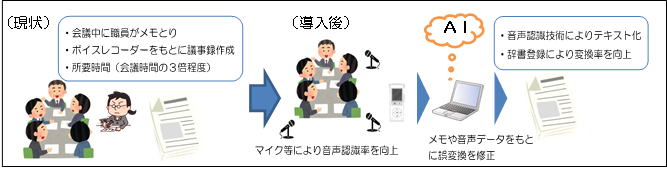 （現状）
・会議中に職員がメモとり
・ボイスレコーダーをもとに議事録作成
・所要時間（会議時間の３倍程度）
（導入後）
マイク等により音声認識率を向上
ＡＩ
メモや音声データをもと
に誤変換を修正
・音声認識技術によりテキスト化
・辞書登録により変換率を向上